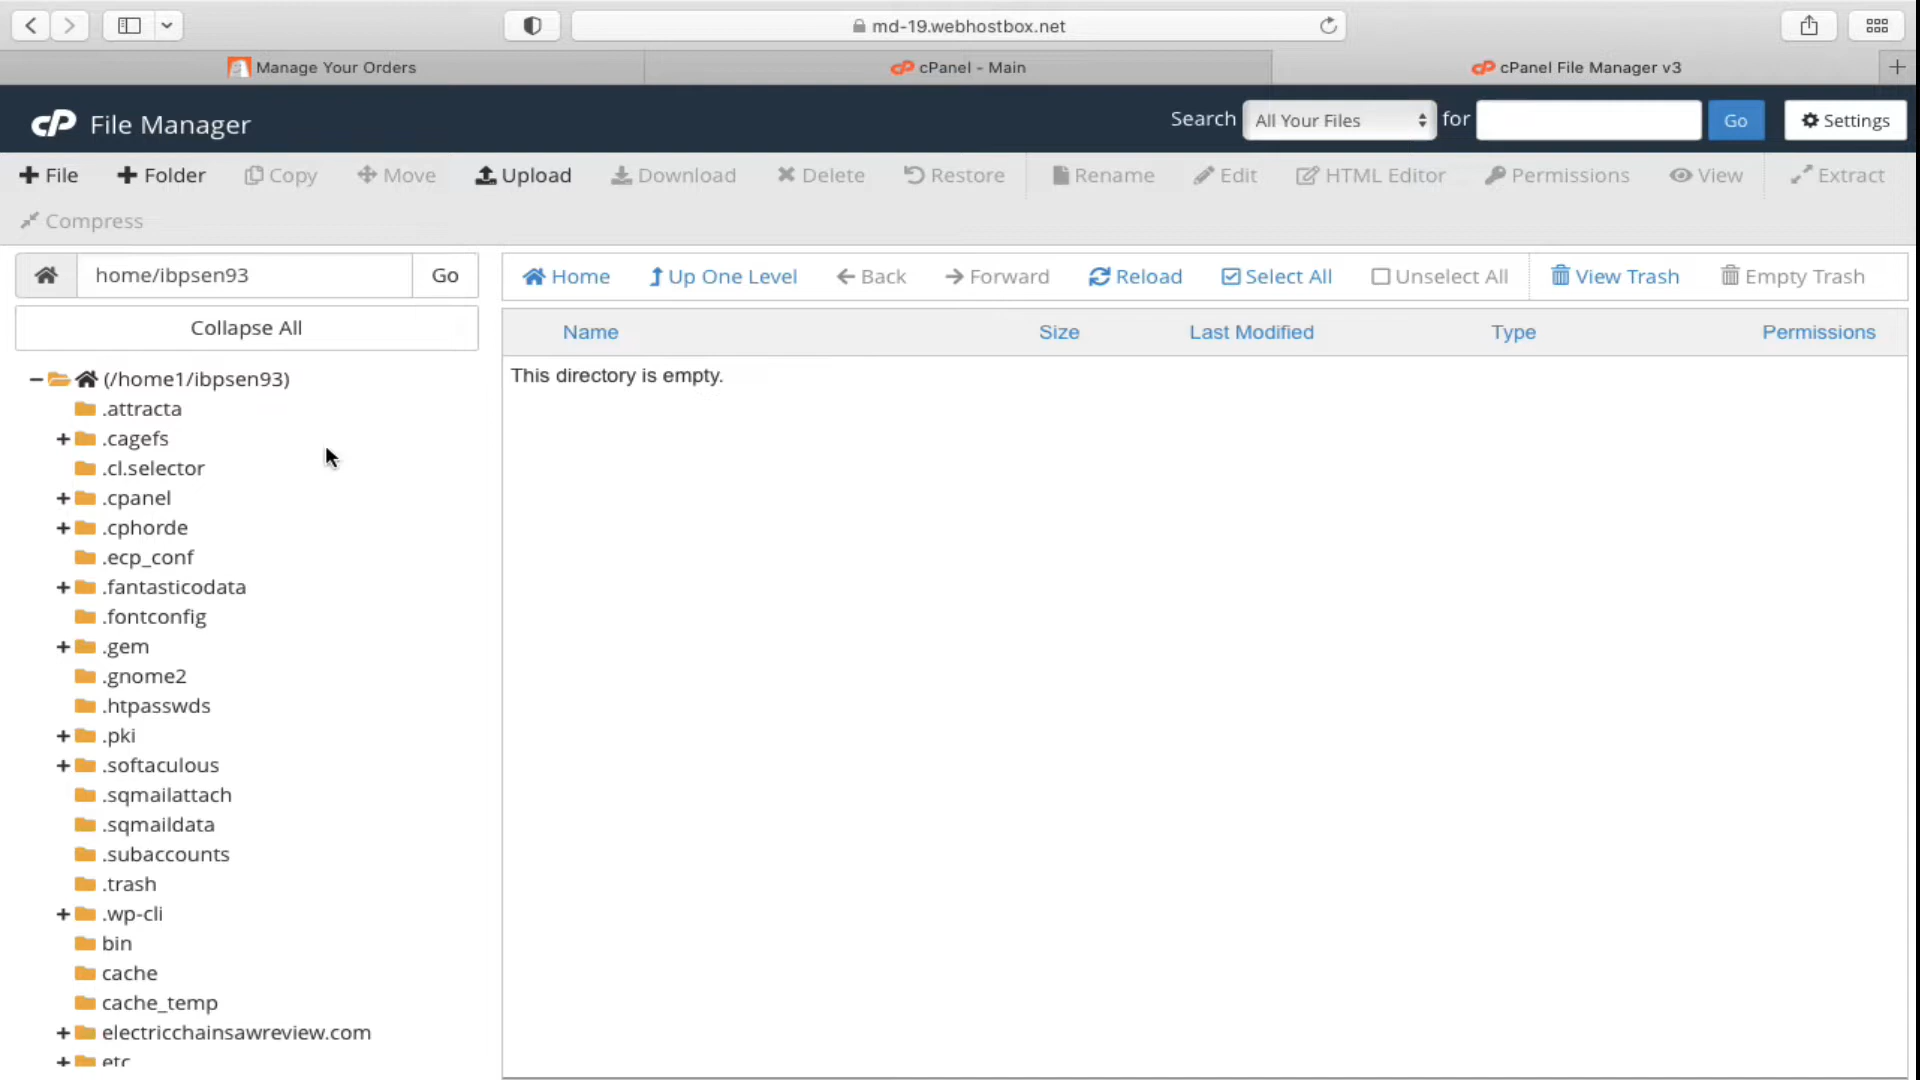 md-19.webhostbox.net
Manage Your Orders
cPanel - Main
cPanel File Manager v3
+
cP File Manager
Search All Your Files for Go Settings
File Folder Copy Move Upload Download Delete Restore Rename Edit HTML Editor Permissions View Extract
Compress
home/ibpsen93 Go
Home Up One Level Back Forward Reload Select All Unselect All View Trash Empty Trash
Collapse All
Name Size Last Modified Type Permissions
This directory is empty.
(/home1/ibpsen93)
.attracta
.cagefs
.cl.selector
.cpanel
.cphorde
.ecp_conf
.fantasticodata
.fontconfig
.gem
.gnome2
.htpasswds
.pki
.softaculous
.sqmailattach
.sqmaildata
.subaccounts
.trash
.wp-cli
bin
cache
cache_temp
electricchainsawreview.com
etc